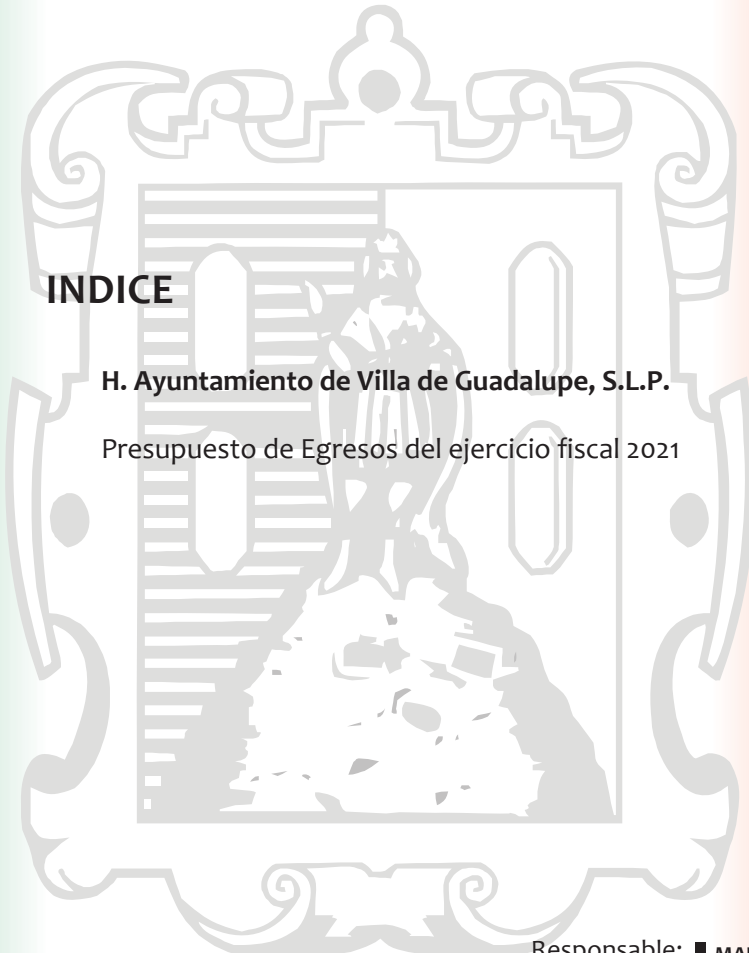 INDICE
H. Ayuntamiento de Villa de Guadalupe, S.L.P.
Presupuesto de Egresos del ejercicio fiscal 2021
Responsable: